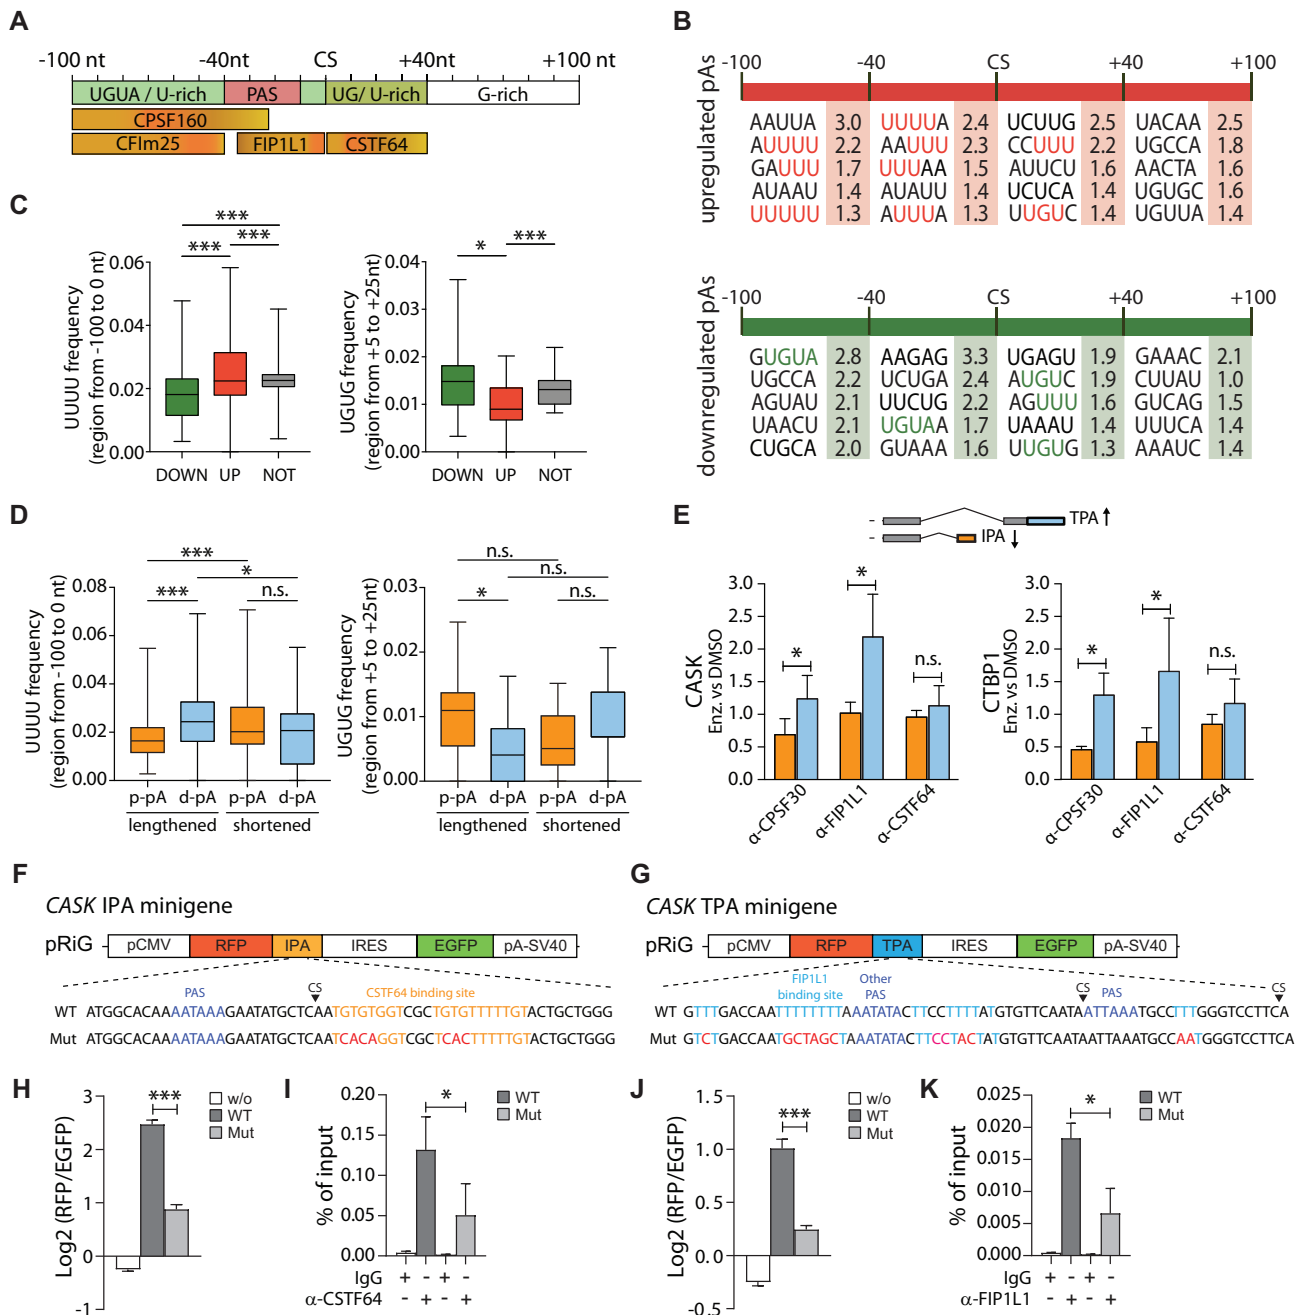 A
-100 nt -40nt CS +40nt +100 nt
UGUA / U-rich PAS UG/ U-rich G-rich
CPSF160
CFIm25 FIP1L1 CSTF64
B
upregulated pAs
-100 -40 CS +40 +100
AAUUA 3.0 UUUUA 2.4 UCUUG 2.5 UACAA 2.5
AUUUU 2.2 AAUUU 2.3 CCUUU 2.2 UGCCA 1.8
GAUUU 1.7 UUUAA 1.5 AUUCU 1.6 AACTA 1.6
AUAAU 1.4 AUAUU 1.4 UCUCA 1.4 UGUGC 1.6
UUUUU 1.3 AUUUA 1.3 UUGUC 1.4 UGUUA 1.4
downregulated pAs
-100 -40 CS +40 +100
GUGUA 2.8 AAGAG 3.3 UGAGU 1.9 GAAAC 2.1
UGCCA 2.2 UCUGA 2.4 AUGUC 1.9 CUUAU 1.0
AGUAU 2.1 UUCUG 2.2 AGUUU 1.6 GUCAG 1.5
UAACU 2.1 UGUAA 1.7 UAAAU 1.4 UUUCA 1.4
CUGCA 2.0 GUAAA 1.6 UUGUG 1.3 AAAUC 1.4
C
UUUU frequency
(region from -100 to 0 nt)
0.06
0.04
0.02
0.00
***
*** ***
DOWN UP NOT
UGUG frequency
(region from +5 to +25nt)
0.04
0.03
0.02
0.01
0.00
* ***
DOWN UP NOT
D
UUUU frequency
(region from -100 to 0 nt)
0.08
0.06
0.04
0.02
0.00
***
*
*** n.s.
p-pA d-pA p-pA d-pA
lengthened shortened
UGUG frequency
(region from +5 to +25nt)
0.03
0.02
0.01
0.00
n.s.
n.s.
* n.s.
p-pA d-pA p-pA d-pA
lengthened shortened
E
TPA ↑
IPA ↓
CASK
Enz. vs DMSO
3.0
2.5
2.0
1.5
1.0
0.5
0.0
* * n.s.
α-CPSF30 α-FIP1L1 α-CSTF64
CTBP1
Enz. vs DMSO
3.0
2.5
2.0
1.5
1.0
0.5
0.0
* * n.s.
α-CPSF30 α-FIP1L1 α-CSTF64
F
CASK IPA minigene
pRiG pCMV RFP IPA IRES EGFP pA-SV40
PAS CS CSTF64 binding site
WT ATGGCACAAAATAAAGAATATGCTCAATGTGTGGTCGCTGTGTTTTTGTACTGCTGGG
Mut ATGGCACAAAATAAAGAATATGCTCAATCACAGGTCGCTCACTTTTTGTACTGCTGGG
G
CASK TPA minigene
pRiG pCMV RFP TPA IRES EGFP pA-SV40
FIP1L1
binding site
Other
PAS
CS PAS CS
WT GTTTGACCAATTTTTTTTAAATATACTTCCTTTTATGTGTTCAATAATTAAATGCCTTTGGGTCCTTCA
Mut GTCTGACCAATGCTAGCTAAATATACTTCCTACTATGTGTTCAATAATTAAATGCCAATGGGTCCTTCA
H
Log2 (RFP/EGFP)
3
2
1
0
-1
***
w/o
WT
Mut
I
% of input
0.20
0.15
0.10
0.05
0.00
*
WT
Mut
IgG + - + -
α-CSTF64 - + - +
J
Log2 (RFP/EGFP)
1.5
1.0
0.5
0.0
-0.5
***
w/o
WT
Mut
K
% of input
0.025
0.020
0.015
0.010
0.005
0.000
*
WT
Mut
IgG + - + -
α-FIP1L1 - + - +